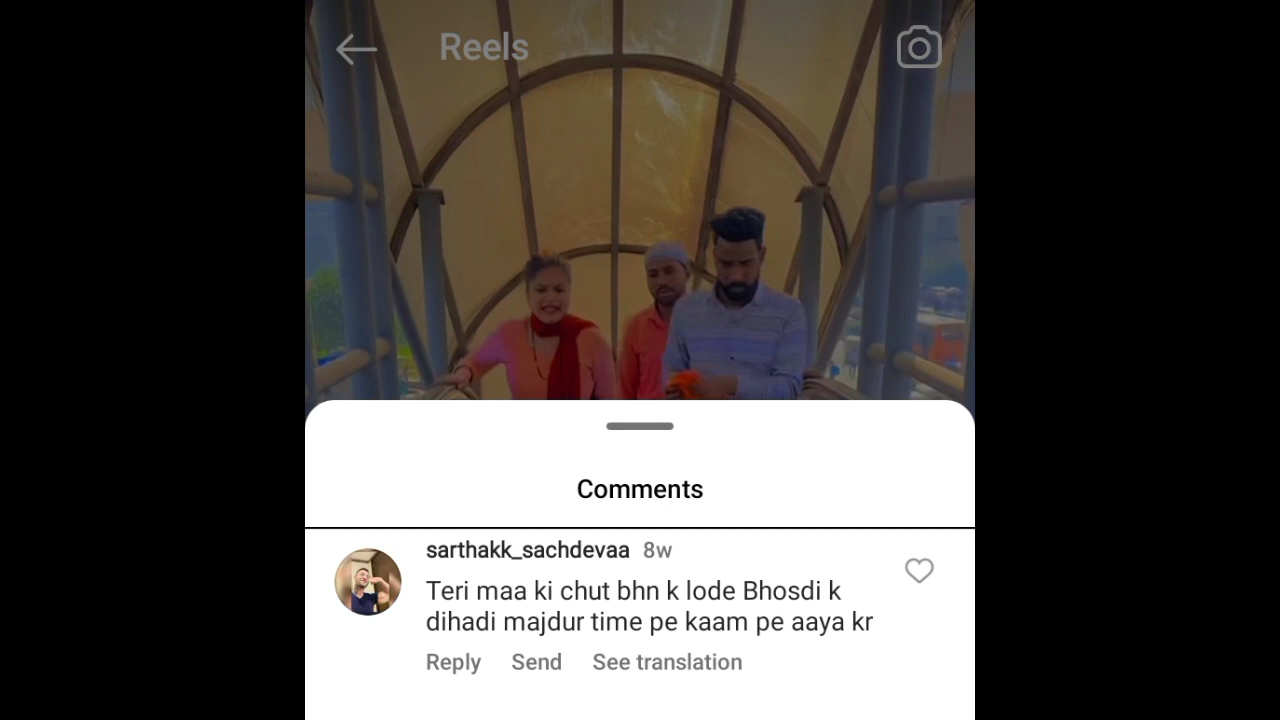 Reels
Comments
sarthakk_sachdevaa 8w
Teri maa ki chut bhn k lode Bhosdi k
dihadi majdur time pe kaam pe aaya kr
Reply Send See translation